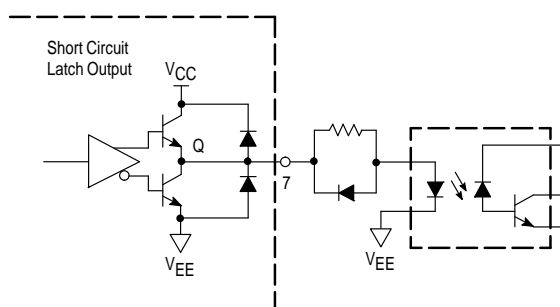 Short Circuit
Latch Output
VCC
Q
7
VEE
VEE